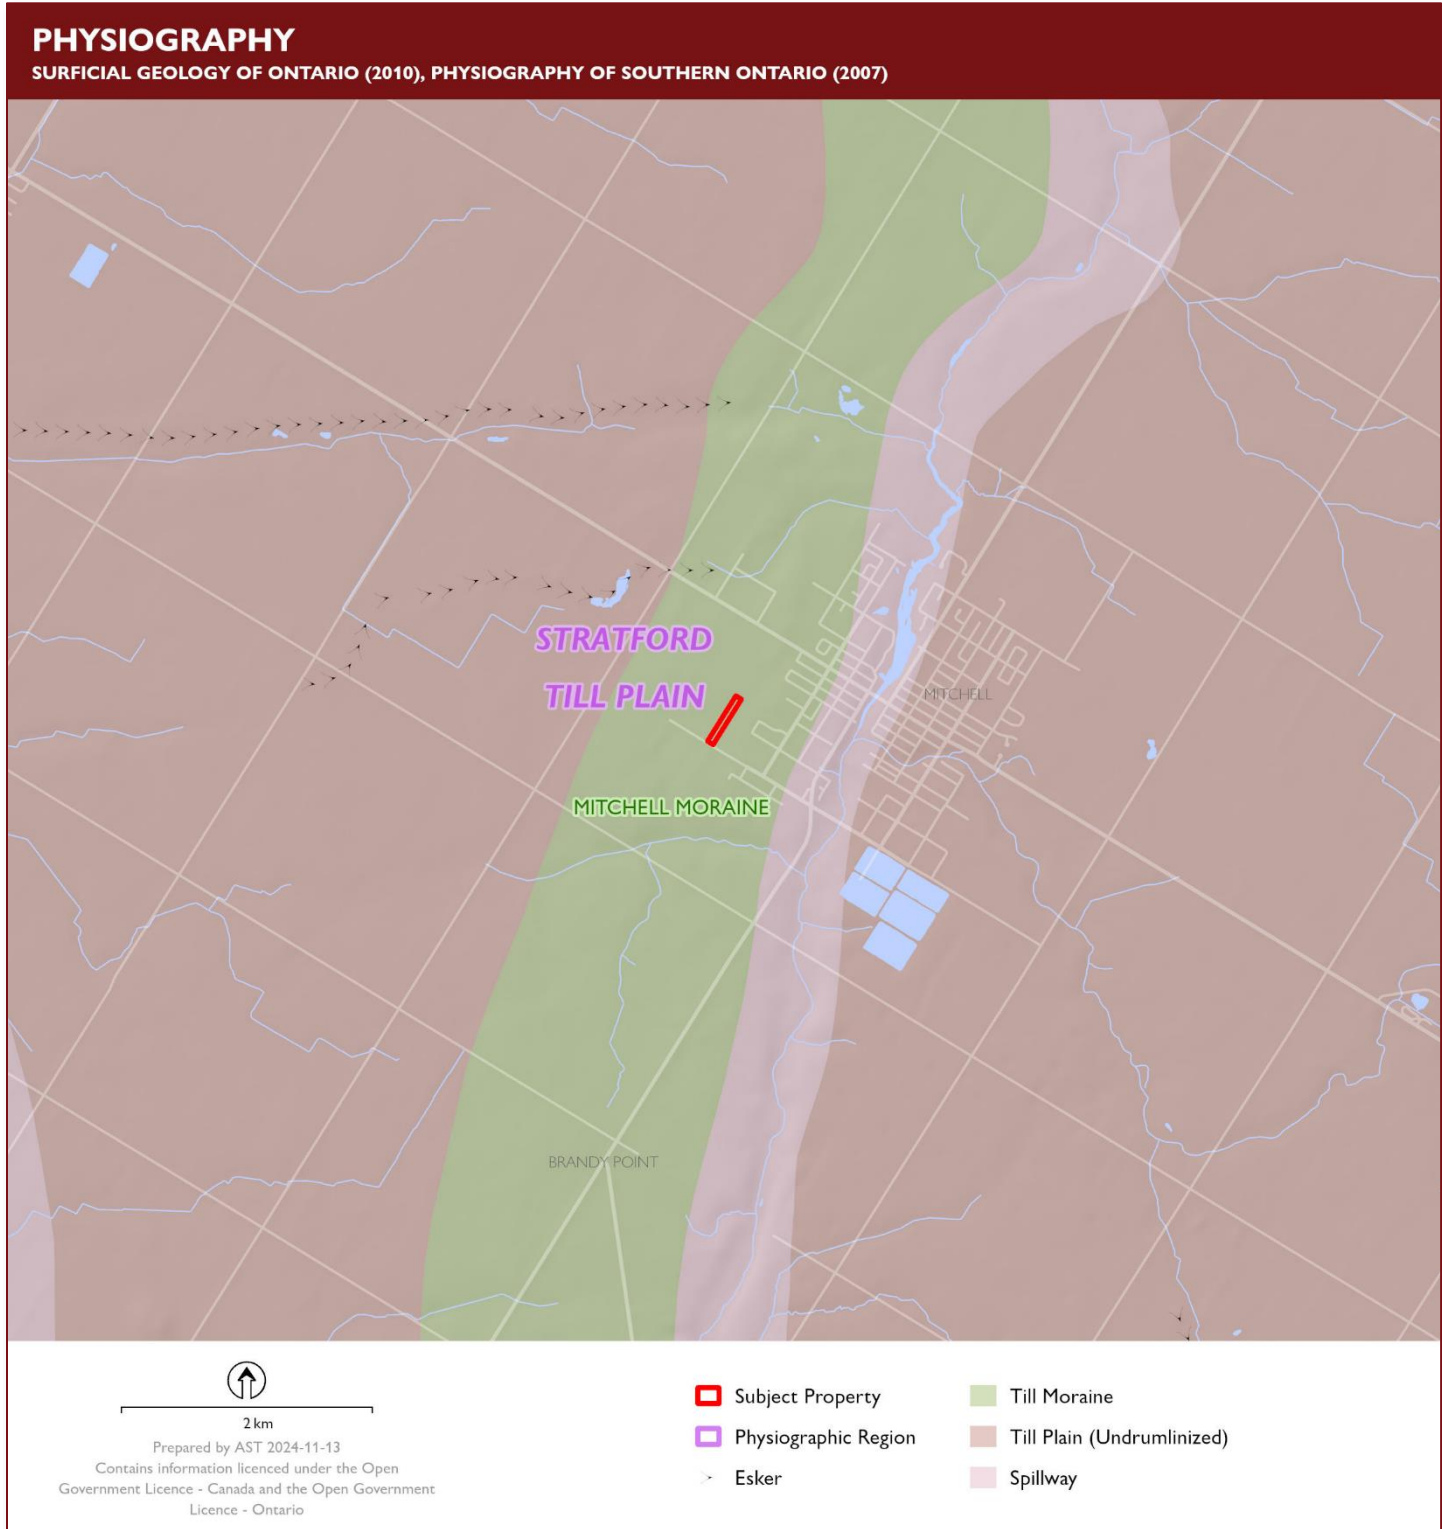 PHYSIOGRAPHY
SURFICIAL GEOLOGY OF ONTARIO (2010), PHYSIOGRAPHY OF SOUTHERN ONTARIO (2007)
STRATFORD
TILL PLAIN
MITCHELL
MITCHELL MORAINE
BRANDY POINT
2 km
Prepared by AST 2024-11-13
Contains information licenced under the Open
Government Licence - Canada and the Open Government
Licence - Ontario
Subject Property
Physiographic Region
Esker
Till Moraine
Till Plain (Undrumlinized)
Spillway